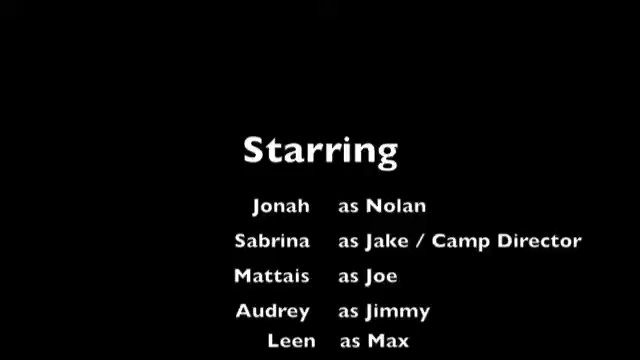 Starring
Jonah as Nolan
Sabrina as Jake / Camp Director
Mattais as Joe
Audrey as Jimmy
Leen as Max